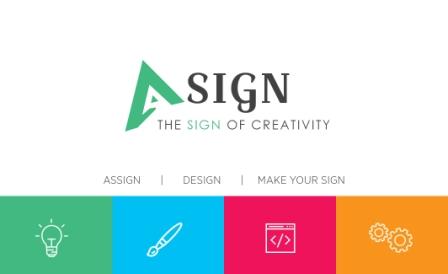 ASIGN
THE SIGN OF CREATIVITY
ASSIGN | DESIGN | MAKE YOUR SIGN
</>